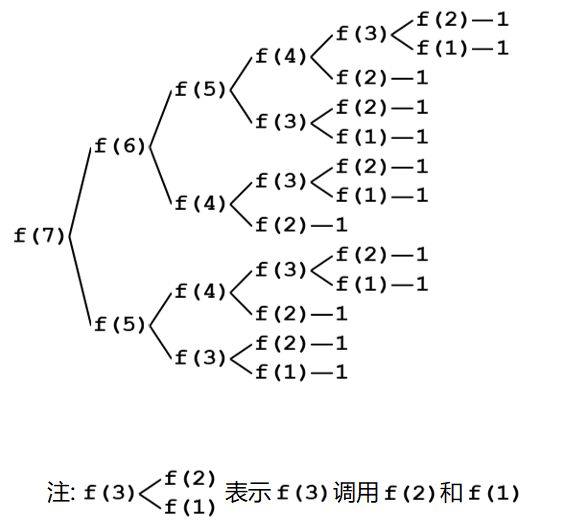 f(2)—1
f(3)
f(1)—1
f(4)
f(2)—1
f(5)
f(2)—1
f(3)
f(1)—1
f(6)
f(2)—1
f(3)
f(1)—1
f(4)
f(2)—1
f(7)
f(2)—1
f(3)
f(1)—1
f(4)
f(2)—1
f(5)
f(2)—1
f(3)
f(1)—1
注: f(3) f(2) f(1) 表示 f(3) 调用 f(2) 和 f(1)